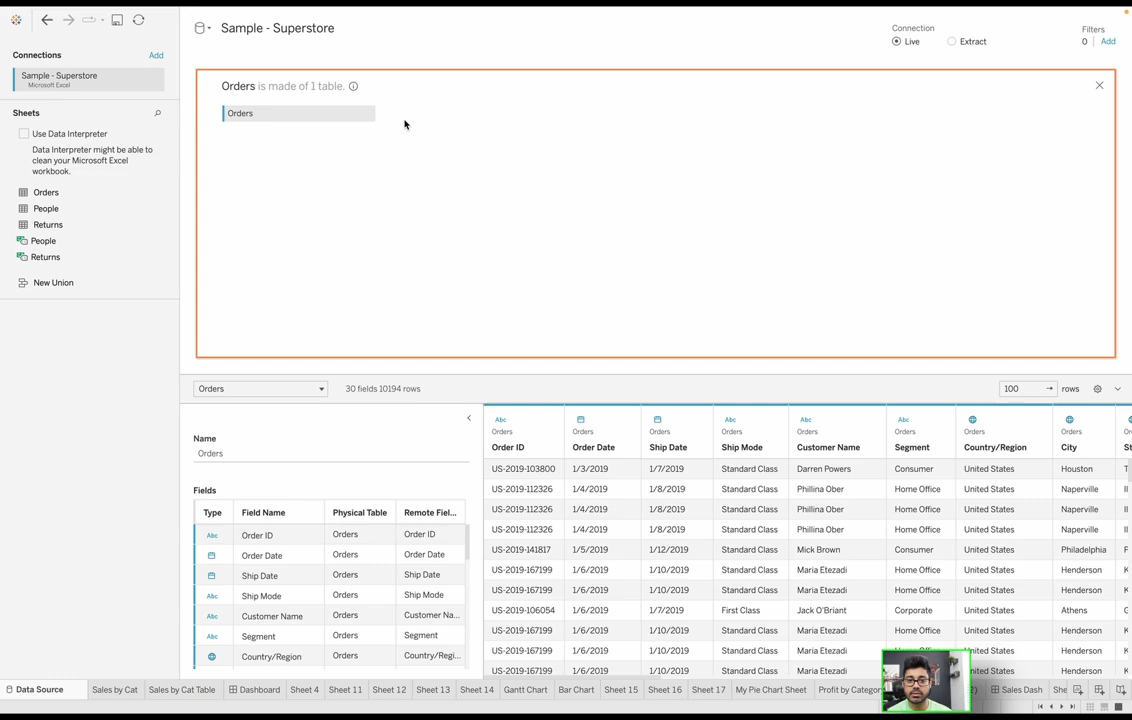 Sample - Superstore
Connection
Live
Extract
Filters
0 | Add
Connections
Add
Sample - Superstore
Microsoft Excel
Sheets
Use Data Interpreter
Data Interpreter might be able to
clean your Microsoft Excel
workbook.
Orders
People
Returns
People
Returns
New Union
Orders is made of 1 table.
Orders
Orders
30 fields 10194 rows
100
rows
Name
Orders
Fields
Type Field Name Physical Table Remote Fiel...
Abc Order ID Orders Order ID
Order Date Orders Order Date
Ship Date Orders Ship Date
Abc Ship Mode Orders Ship Mode
Abc Customer Name Orders Customer Na...
Abc Segment Orders Segment
Country/Region Orders Country/Regi...
Abc Abc Abc Abc
Orders Orders Orders Orders Orders Orders Orders Orders
Order ID Order Date Ship Date Ship Mode Customer Name Segment Country/Region City
US-2019-103800 1/3/2019 1/7/2019 Standard Class Darren Powers Consumer United States Houston
US-2019-112326 1/4/2019 1/8/2019 Standard Class Phillina Ober Home Office United States Naperville
US-2019-112326 1/4/2019 1/8/2019 Standard Class Phillina Ober Home Office United States Naperville
US-2019-112326 1/4/2019 1/8/2019 Standard Class Phillina Ober Home Office United States Naperville
US-2019-141817 1/5/2019 1/12/2019 Standard Class Mick Brown Consumer United States Philadelphia
US-2019-167199 1/6/2019 1/10/2019 Standard Class Maria Etezadi Home Office United States Henderson
US-2019-167199 1/6/2019 1/10/2019 Standard Class Maria Etezadi Home Office United States Henderson
US-2019-106054 1/6/2019 1/7/2019 First Class Jack O'Briant Corporate United States Athens
US-2019-167199 1/6/2019 1/10/2019 Standard Class Maria Etezadi Home Office United States Henderson
US-2019-167199 1/6/2019 1/10/2019 Standard Class Maria Etezadi United States Henderson
US-2019-167199 1/6/2019 1/10/2019 Standard Class Maria Etezadi United States Henderson
Data Source Sales by Cat Sales by Cat Table Dashboard Sheet 4 Sheet 11 Sheet 12 Sheet 13 Sheet 14 Gantt Chart Bar Chart Sheet 15 Sheet 16 Sheet 17 My Pie Chart Sheet Profit by Category Sales Dash She